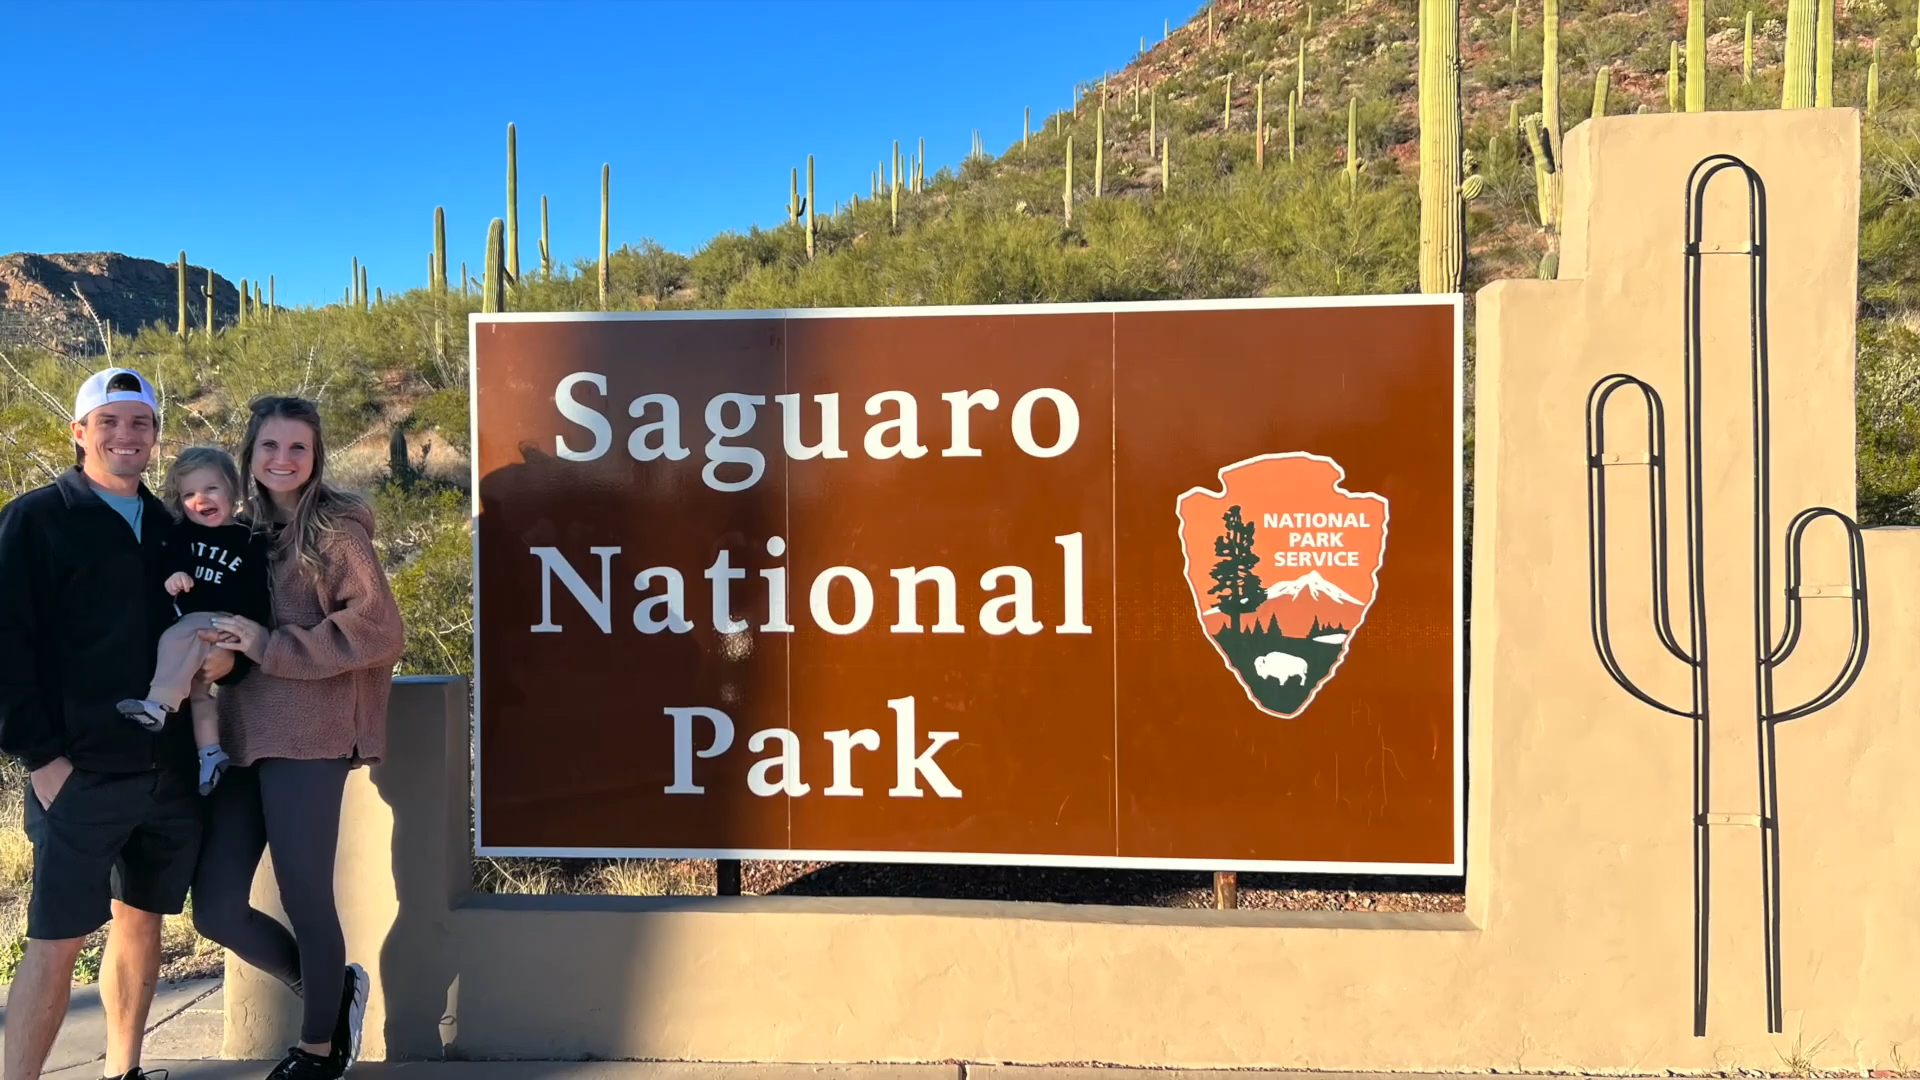 Saguaro
National
Park
NATIONAL
PARK
SERVICE